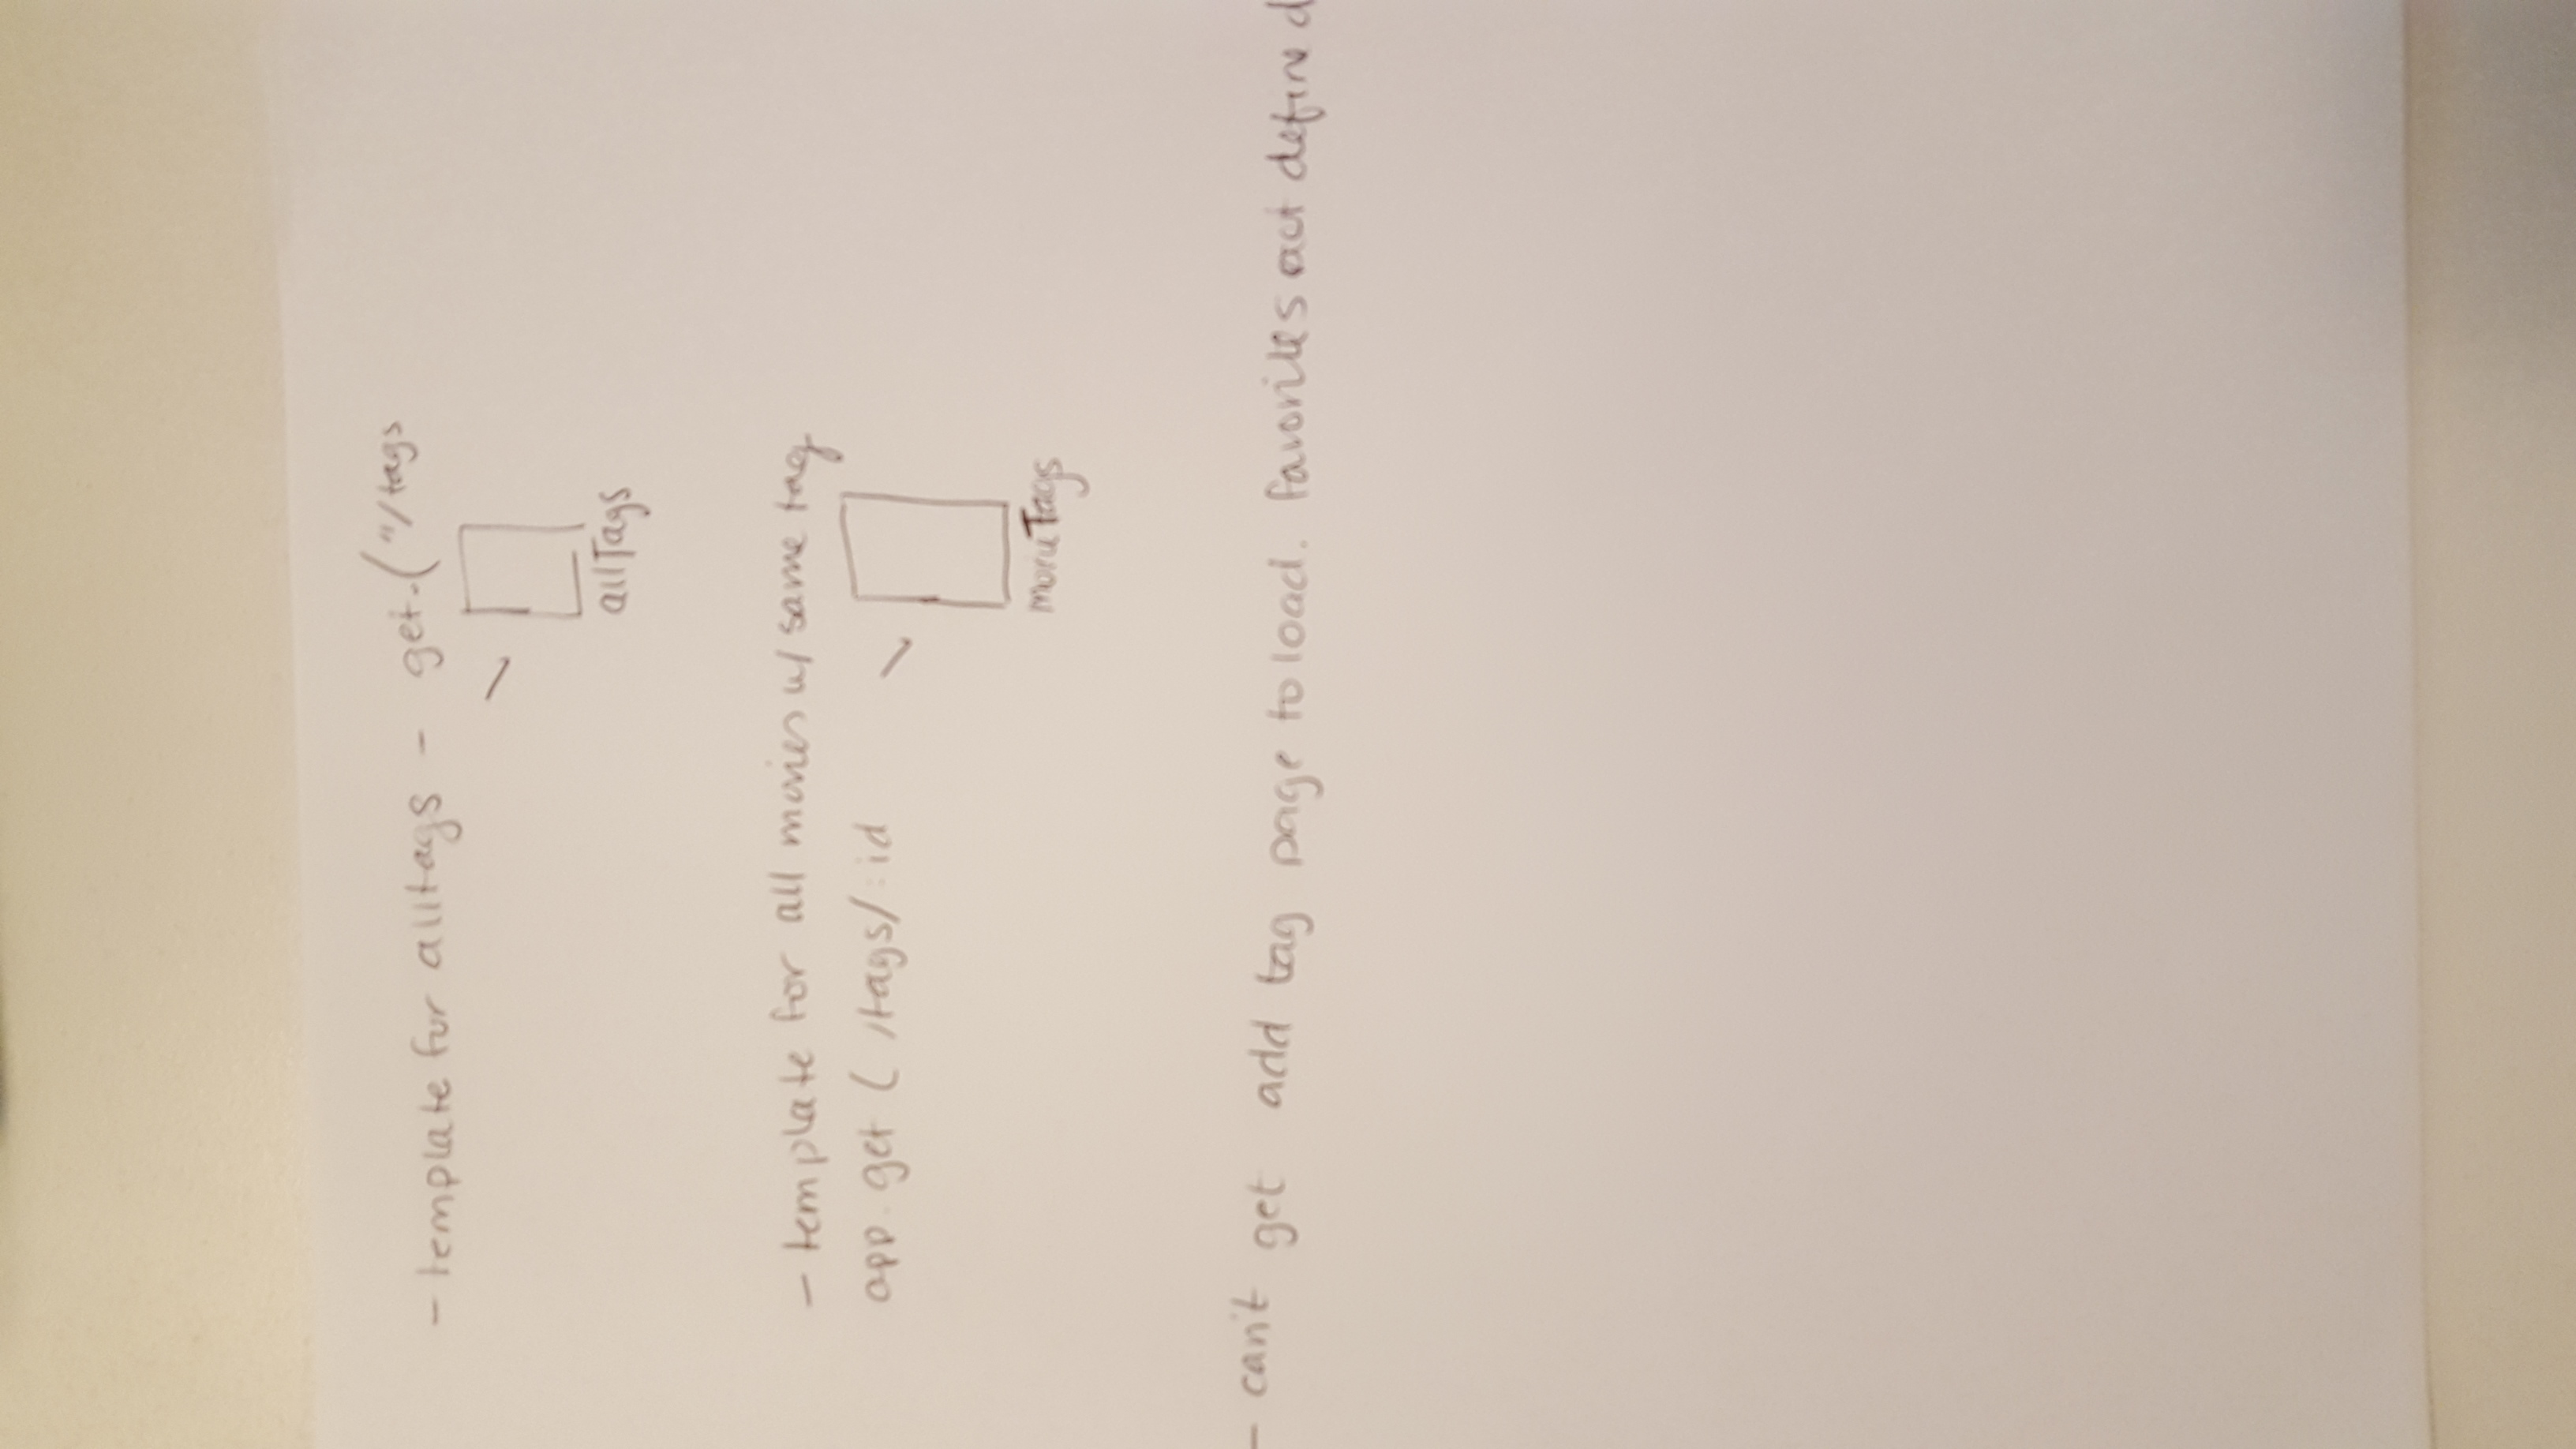 - template for alltags - get.("/tags
allTags
- template for all movies w/ same tag
app.get ( /tags/:id
Tags
- can't get add tag page to load. favorites not defined